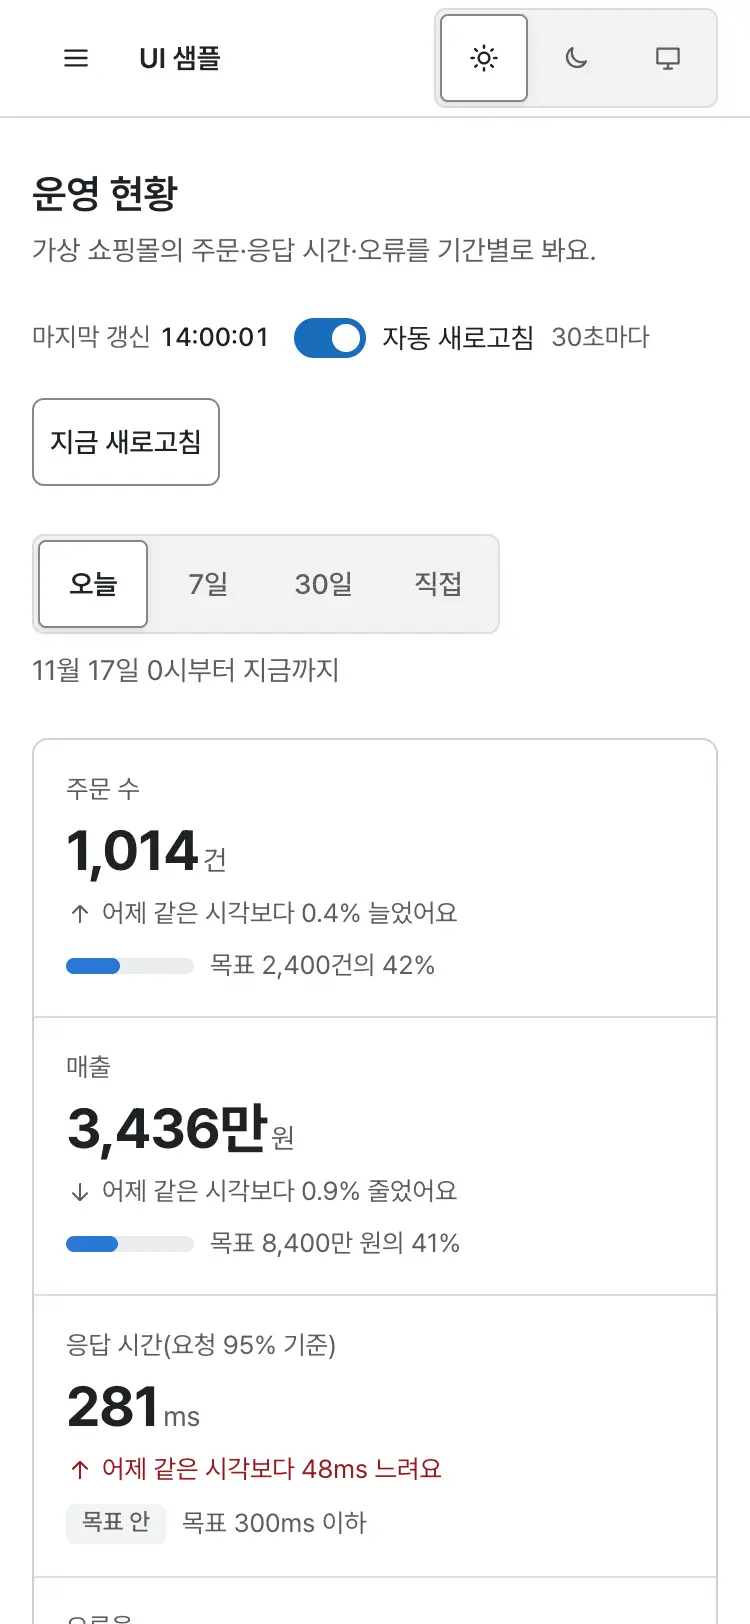 UI 샘플
운영 현황
가상 쇼핑몰의 주문·응답 시간·오류를 기간별로 봐요.
마지막 갱신 14:00:01 자동 새로고침 30초마다
지금 새로고침
오늘 7일 30일 직접
11월 17일 0시부터 지금까지
주문 수
1,014건
↑ 어제 같은 시각보다 0.4% 늘었어요
목표 2,400건의 42%
매출
3,436만원
↓ 어제 같은 시각보다 0.9% 줄었어요
목표 8,400만 원의 41%
응답 시간(요청 95% 기준)
281ms
↑ 어제 같은 시각보다 48ms 느려요
목표 안 목표 300ms 이하